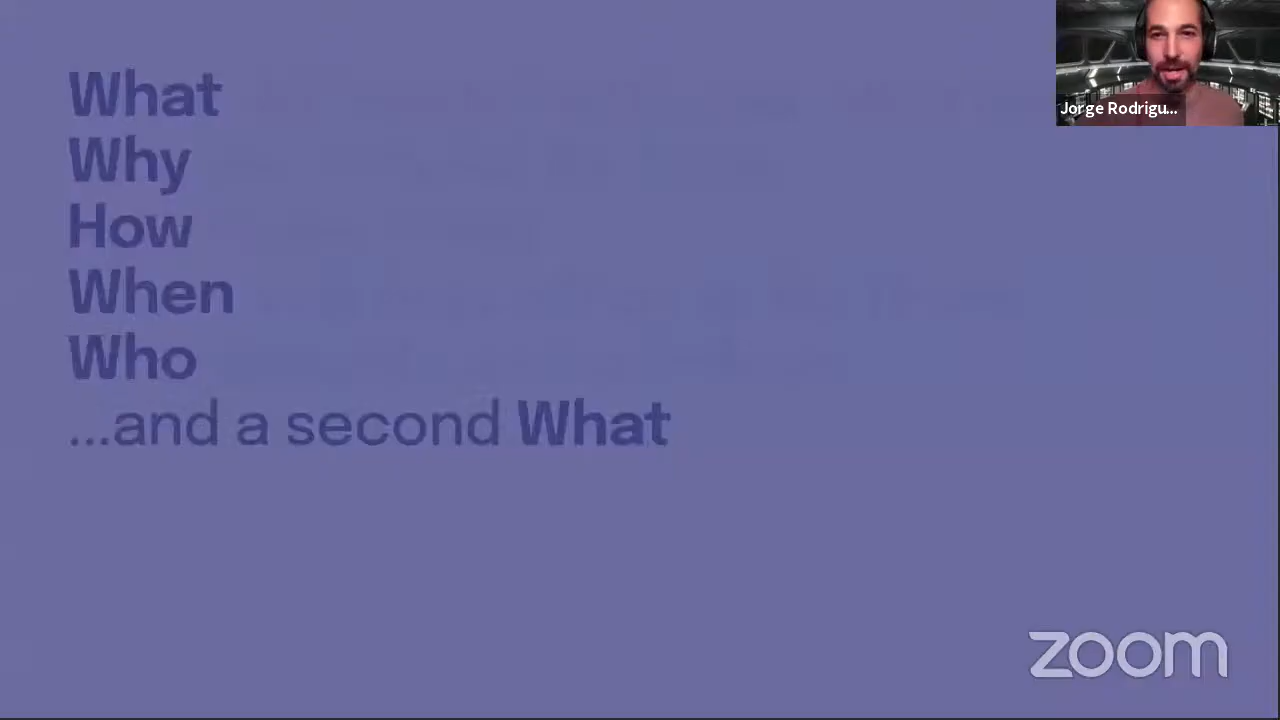 What
Why
How
When
Who
...and a second What
Jorge Rodrigu...
zoom